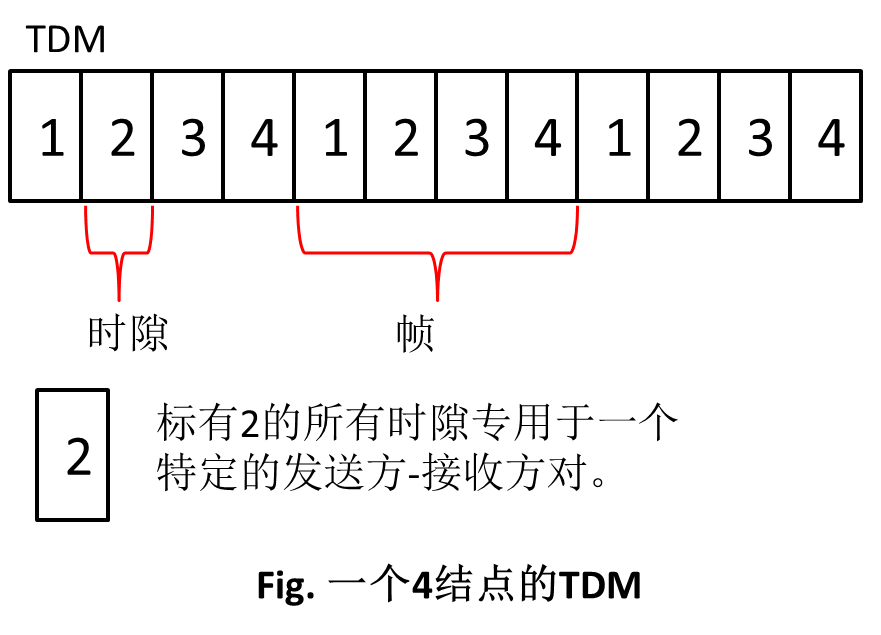 TDM
1 2 3 4 1 2 3 4 1 2 3 4
时隙 帧
2
标有2的所有时隙专用于一个
特定的发送方-接收方对。
Fig. 一个4结点的TDM